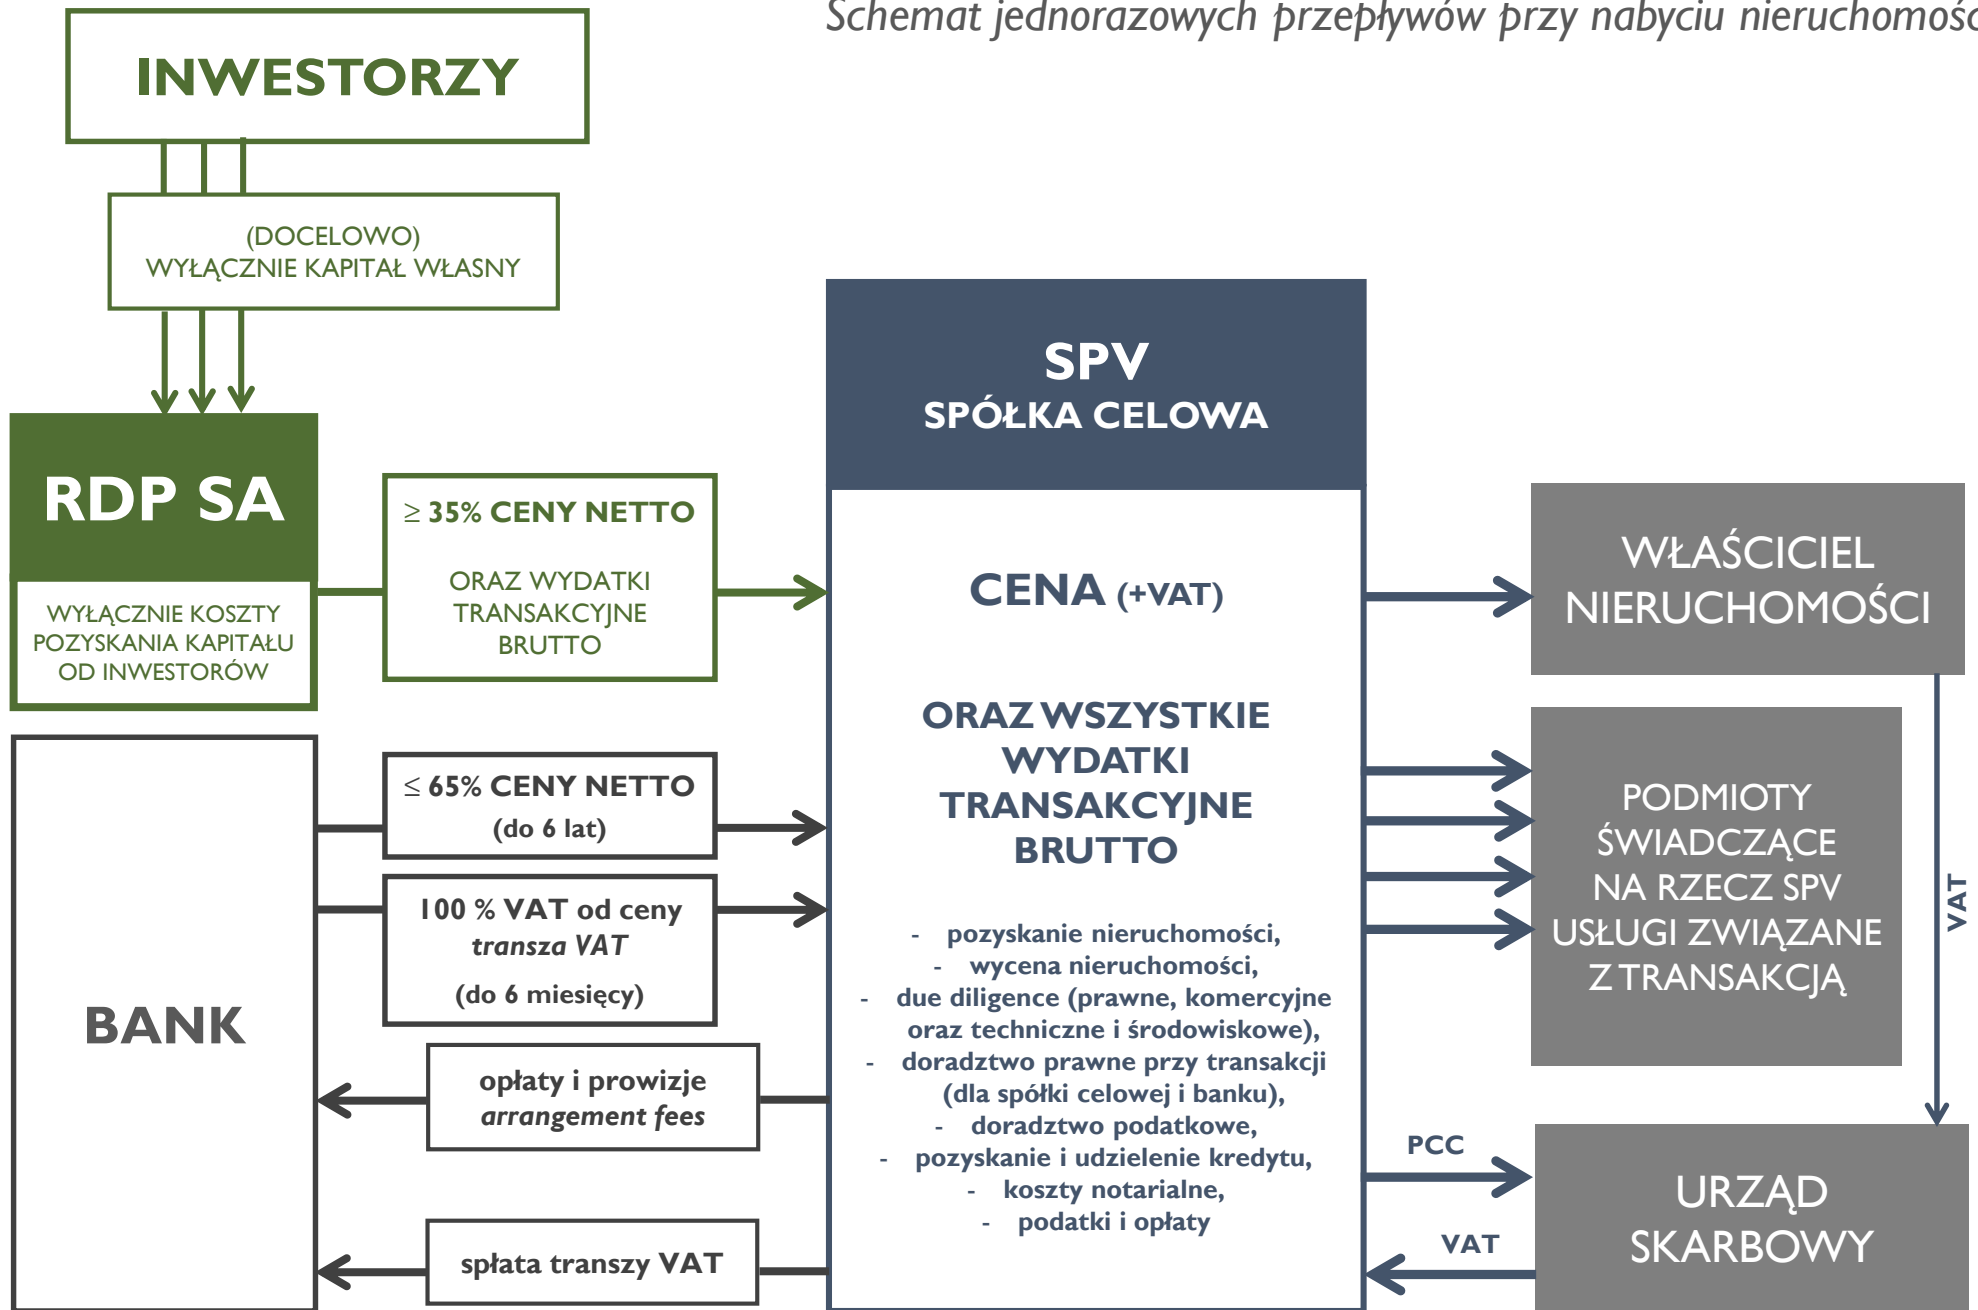 Schemat jednorazowych przepływów przy nabyciu nieruchomości
INWESTORZY
(DOCELOWO)
WYŁĄCZNIE KAPITAŁ WŁASNY
RDP SA
WYŁĄCZNIE KOSZTY
POZYSKANIA KAPITAŁU
OD INWESTORÓW
≥ 35% CENY NETTO
ORAZ WYDATKI
TRANSAKCYJNE
BRUTTO
BANK
≤ 65% CENY NETTO
(do 6 lat)
100 % VAT od ceny
transza VAT
(do 6 miesięcy)
opłaty i prowizje
arrangement fees
spłata transzy VAT
SPV
SPÓŁKA CELOWA
CENA (+VAT)
ORAZ WSZYSTKIE
WYDATKI
TRANSAKCYJNE
BRUTTO
- pozyskanie nieruchomości,
- wycena nieruchomości,
- due diligence (prawne, komercyjne
oraz techniczne i środowiskowe),
- doradztwo prawne przy transakcji
(dla spółki celowej i banku),
- doradztwo podatkowe,
- pozyskanie i udzielenie kredytu,
- koszty notarialne,
- podatki i opłaty
WŁAŚCICIEL
NIERUCHOMOŚCI
PODMIOTY
ŚWIADCZĄCE
NA RZECZ SPV
USŁUGI ZWIĄZANE
Z TRANSAKCJĄ
VAT
PCC
VAT
URZĄD
SKARBOWY